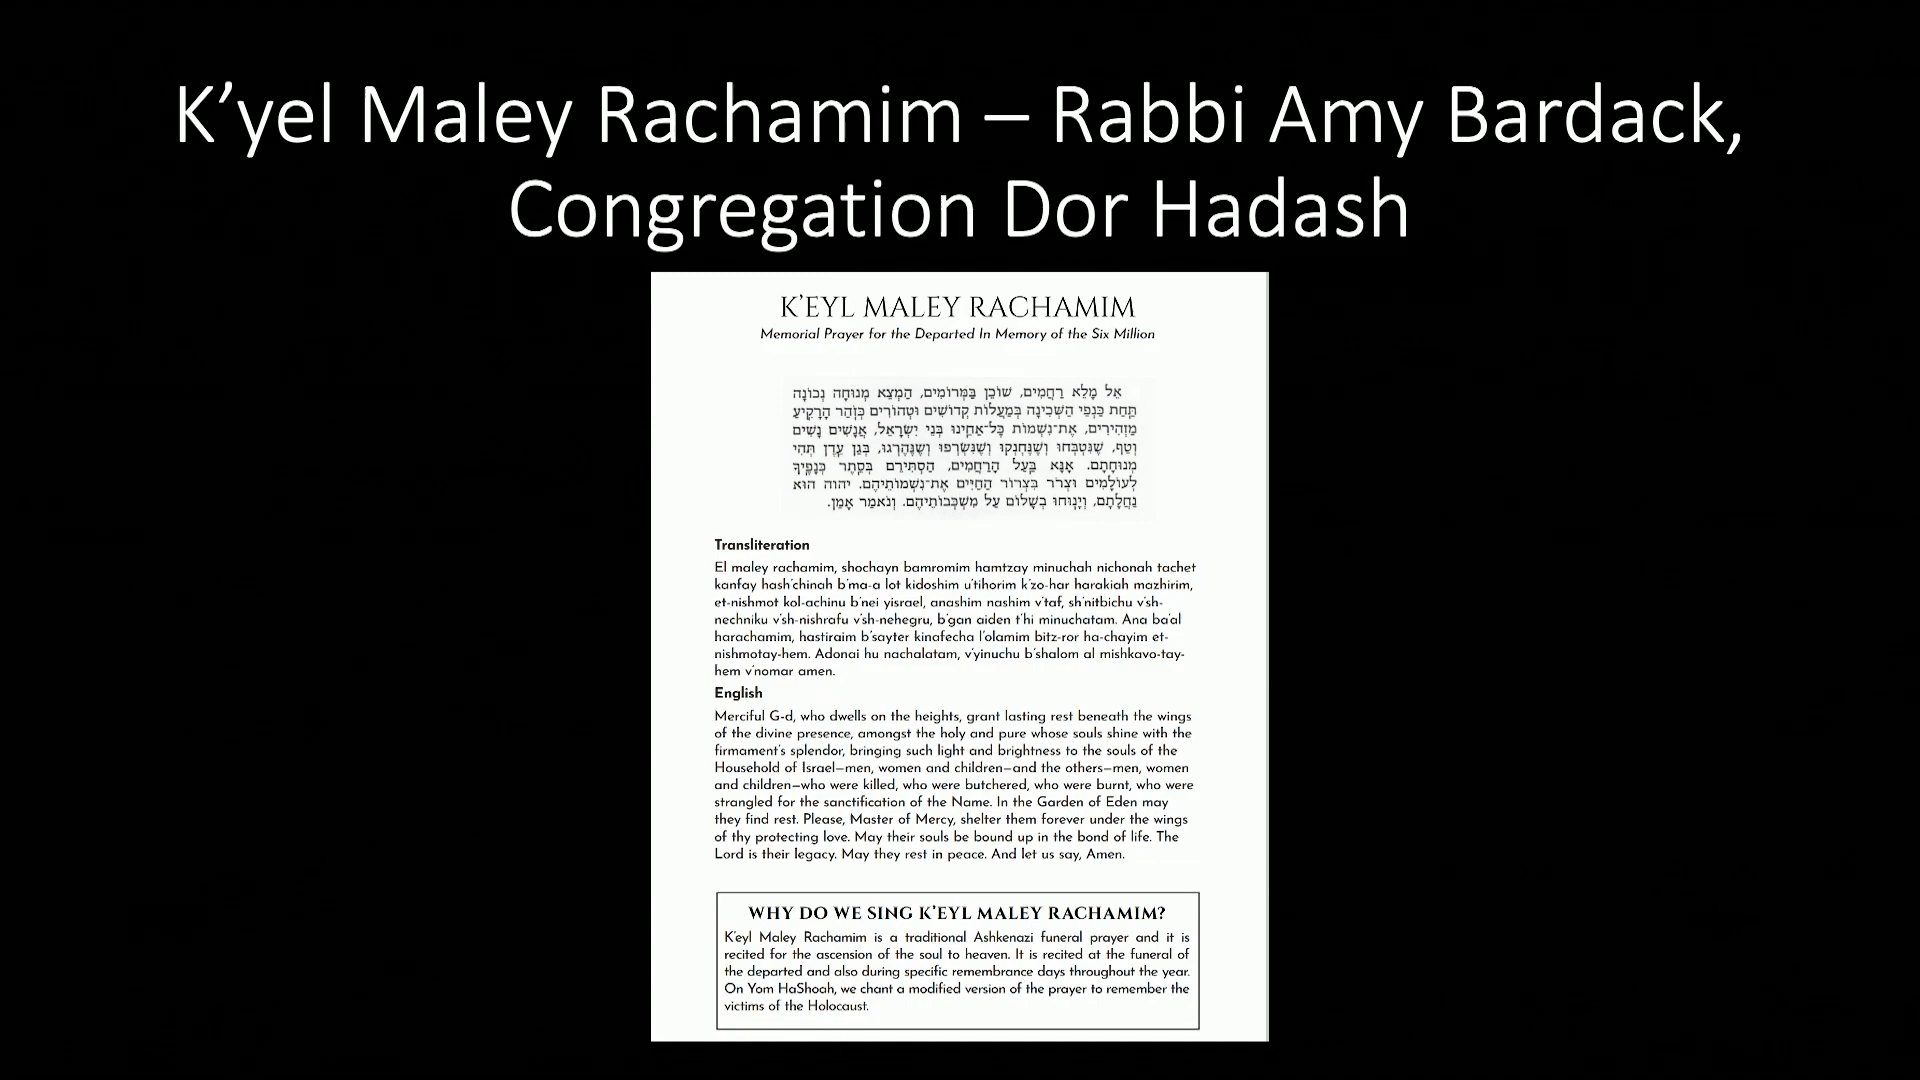 K’yel Maley Rachamim – Rabbi Amy Bardack,
Congregation Dor Hadash
K’EYL MALEY RACHAMIM
Memorial Prayer for the Departed In Memory of the Six Million
אֵל מָלֵא רַחֲמִים, שׁוֹכֵן בַּמְּרוֹמִים, הַמְצֵא מְנוּחָה נְכוֹנָה
תַּחַת כַּנְפֵי הַשְּׁכִינָה בְּמַעֲלוֹת קְדוֹשִׁים וּטְהוֹרִים כְּזֹהַר הָרָקִיעַ
מַזְהִירִים, אֶת־נִשְׁמוֹת כָּל־אַחֵינוּ בְּנֵי יִשְׂרָאֵל, אֲנָשִׁים נָשִׁים
וָטַף, שֶׁנִּטְבְּחוּ וְשֶׁנֶּחְנְקוּ וְשֶׁנִּשְׂרְפוּ וְשֶׁנֶּהֶרְגוּ, בְּגַן עֵדֶן תְּהִי
מְנוּחָתָם. אָנָּא בַּעַל הָרַחֲמִים, הַסְתִּירֵם בְּסֵתֶר כְּנָפֶיךָ
לְעוֹלָמִים וּצְרֹר בִּצְרוֹר הַחַיִּים אֶת־נִשְׁמוֹתֵיהֶם. יהוה הוּא
נַחֲלָתָם, וְיָנוּחוּ בְשָׁלוֹם עַל מִשְׁכְּבוֹתֵיהֶם. וְנֹאמַר אָמֵן.
Transliteration
El maley rachamim, shochayn bamromim hamtzay minuchah nichonah tachet
kanfay hash'chinah b'ma-a lot kidoshim u'tihorim k'zo-har harakiah mazhirim,
et-nishmot kol-achinu b'nei yisrael, anashim nashim v'taf, sh'nitbichu v'sh-
nechniku v'sh-nishrafu v'sh-nehegru, b'gan aiden t'hi minuchatam. Ana ba'al
harachamim, hastiraim b'sayter kinafecha l'olamim bitz-ror ha-chayim et-
nishmotay-hem. Adonai hu nachalatam, v'yinuchu b'shalom al mishkavo-tay-
hem v'nomar amen.
English
Merciful G-d, who dwells on the heights, grant lasting rest beneath the wings
of the divine presence, amongst the holy and pure whose souls shine with the
firmament's splendor, bringing such light and brightness to the souls of the
Household of Israel—men, women and children—and the others—men, women
and children—who were killed, who were butchered, who were burnt, who were
strangled for the sanctification of the Name. In the Garden of Eden may
they find rest. Please, Master of Mercy, shelter them forever under the wings
of thy protecting love. May their souls be bound up in the bond of life. The
Lord is their legacy. May they rest in peace. And let us say, Amen.
WHY DO WE SING K’EYL MALEY RACHAMIM?
K'eyl Maley Rachamim is a traditional Ashkenazi funeral prayer and it is
recited for the ascension of the soul to heaven. It is recited at the funeral of
the departed and also during specific remembrance days throughout the year.
On Yom HaShoah, we chant a modified version of the prayer to remember the
victims of the Holocaust.